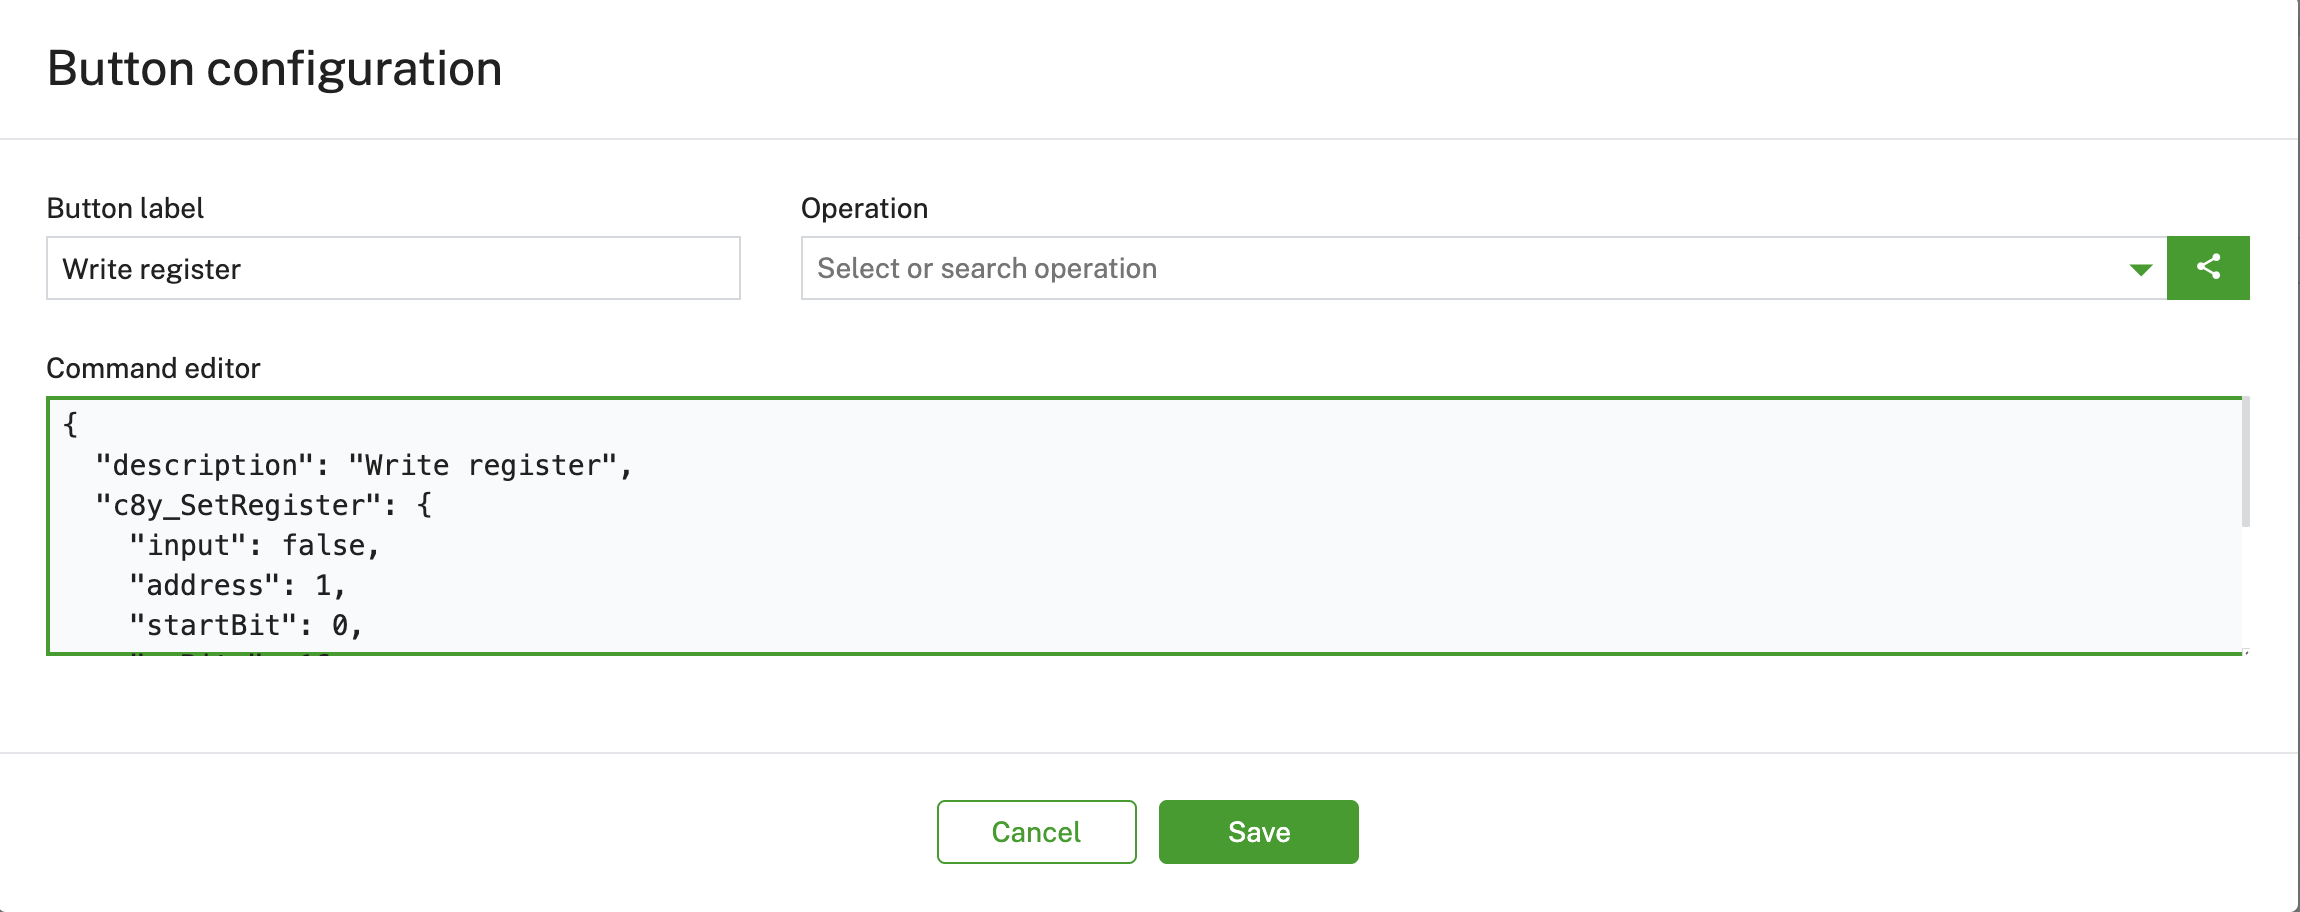 Button configuration
Button label
Operation
Write register
Select or search operation
Command editor
{
"description": "Write register",
"c8y_SetRegister": {
"input": false,
"address": 1,
"startBit": 0,
Cancel
Save